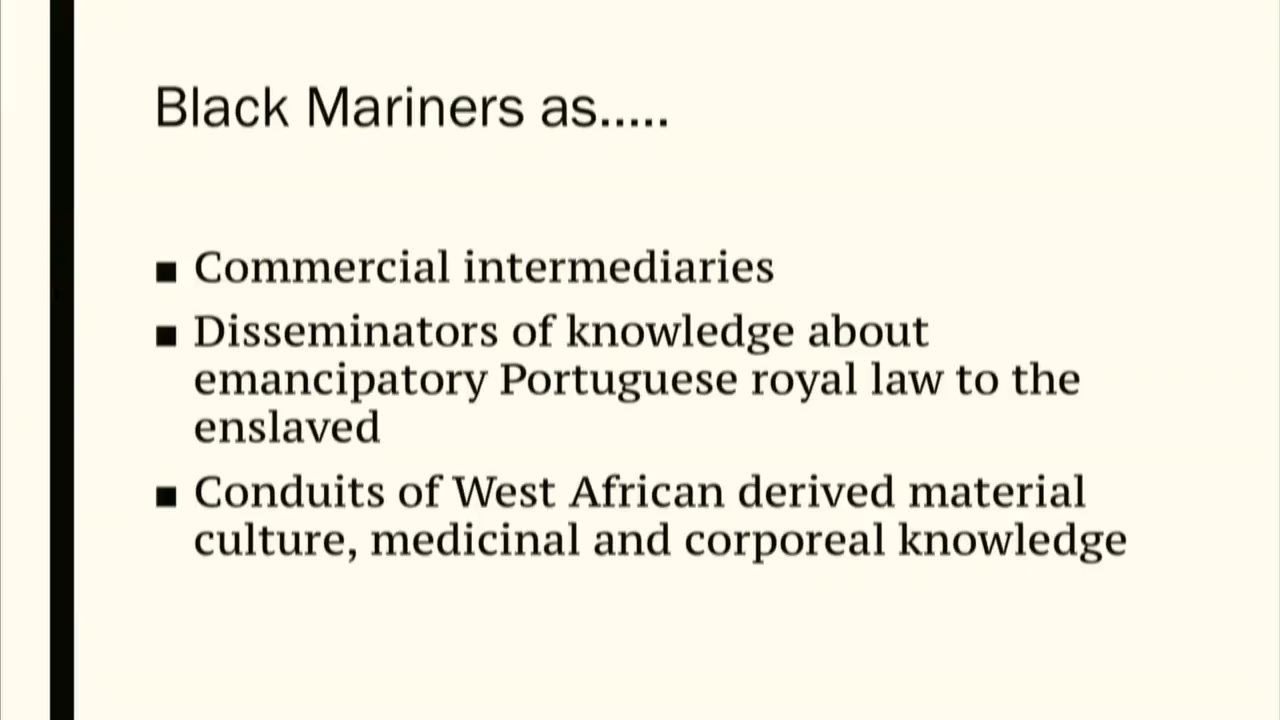 Black Mariners as.....
■ Commercial intermediaries
■ Disseminators of knowledge about
emancipatory Portuguese royal law to the
enslaved
■ Conduits of West African derived material
culture, medicinal and corporeal knowledge